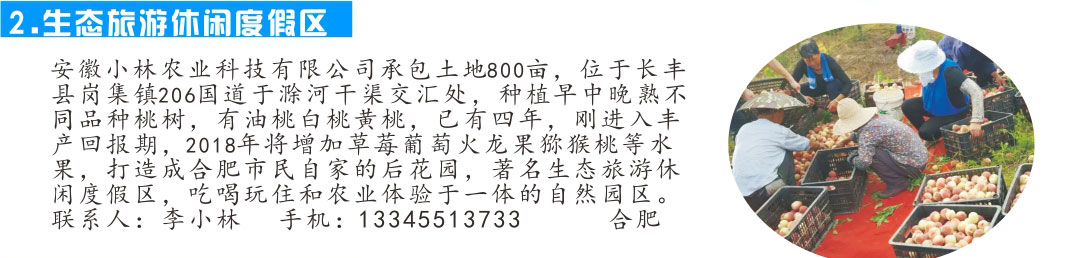 2.生态旅游休闲度假区
安徽小林农业科技有限公司承包土地800亩，位于长丰
县岗集镇206国道于滁河干渠交汇处，种植早中晚熟不
同品种桃树，有油桃白桃黄桃，已有四年，刚进入丰
产回报期，2018年将增加草莓葡萄火龙果猕猴桃等水
果，打造成合肥市民自家的后花园，著名生态旅游休
闲度假区，吃喝玩住和农业体验于一体的自然园区。
联系人：李小林 手机：13345513733 合肥